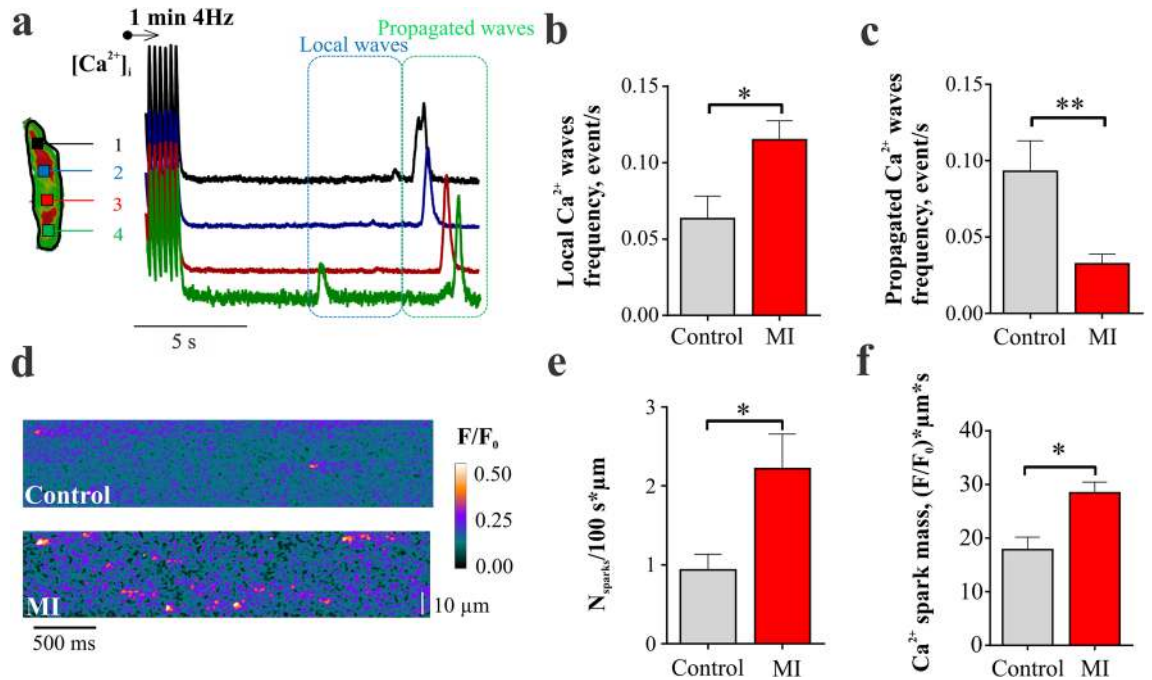 a
1 min 4Hz
[Ca²⁺]ᵢ
Local waves
Propagated waves
1
2
3
4
5 s
b
Local Ca²⁺ waves
frequency, event/s
0.15
0.10
0.05
0.00
*
Control
MI
c
Propagated Ca²⁺ waves
frequency, event/s
0.15
0.10
0.05
0.00
**
Control
MI
d
Control
MI
F/F₀
0.50
0.25
0.00
10 µm
500 ms
e
Nsparks/100 s*µm
3
2
1
0
*
Control
MI
f
Ca²⁺ spark mass, (F/F₀)*µm*s
40
30
20
10
0
*
Control
MI